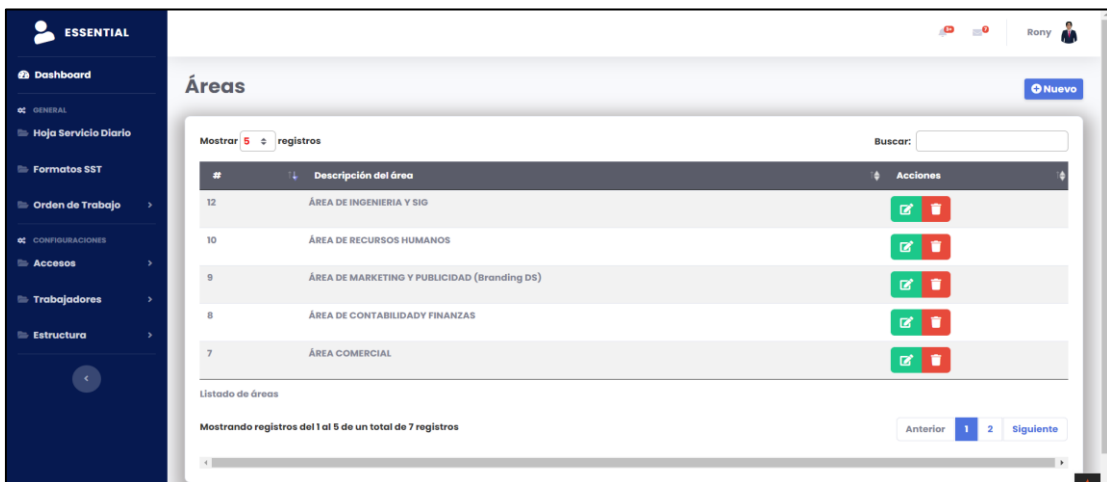 ESSENTIAL
Rony
Dashboard
GENERAL
Hoja Servicio Diario
Formatos SST
Orden de Trabajo
CONFIGURACIONES
Accesos
Trabajadores
Estructura
Áreas
Nuevo
Mostrar 5 registros
Buscar:
# Descripción del área Acciones
12 ÁREA DE INGENIERIA Y SIG
10 ÁREA DE RECURSOS HUMANOS
9 ÁREA DE MARKETING Y PUBLICIDAD (Branding DS)
8 ÁREA DE CONTABILIDADY FINANZAS
7 ÁREA COMERCIAL
Listado de áreas
Mostrando registros del 1 al 5 de un total de 7 registros
Anterior 1 2 Siguiente